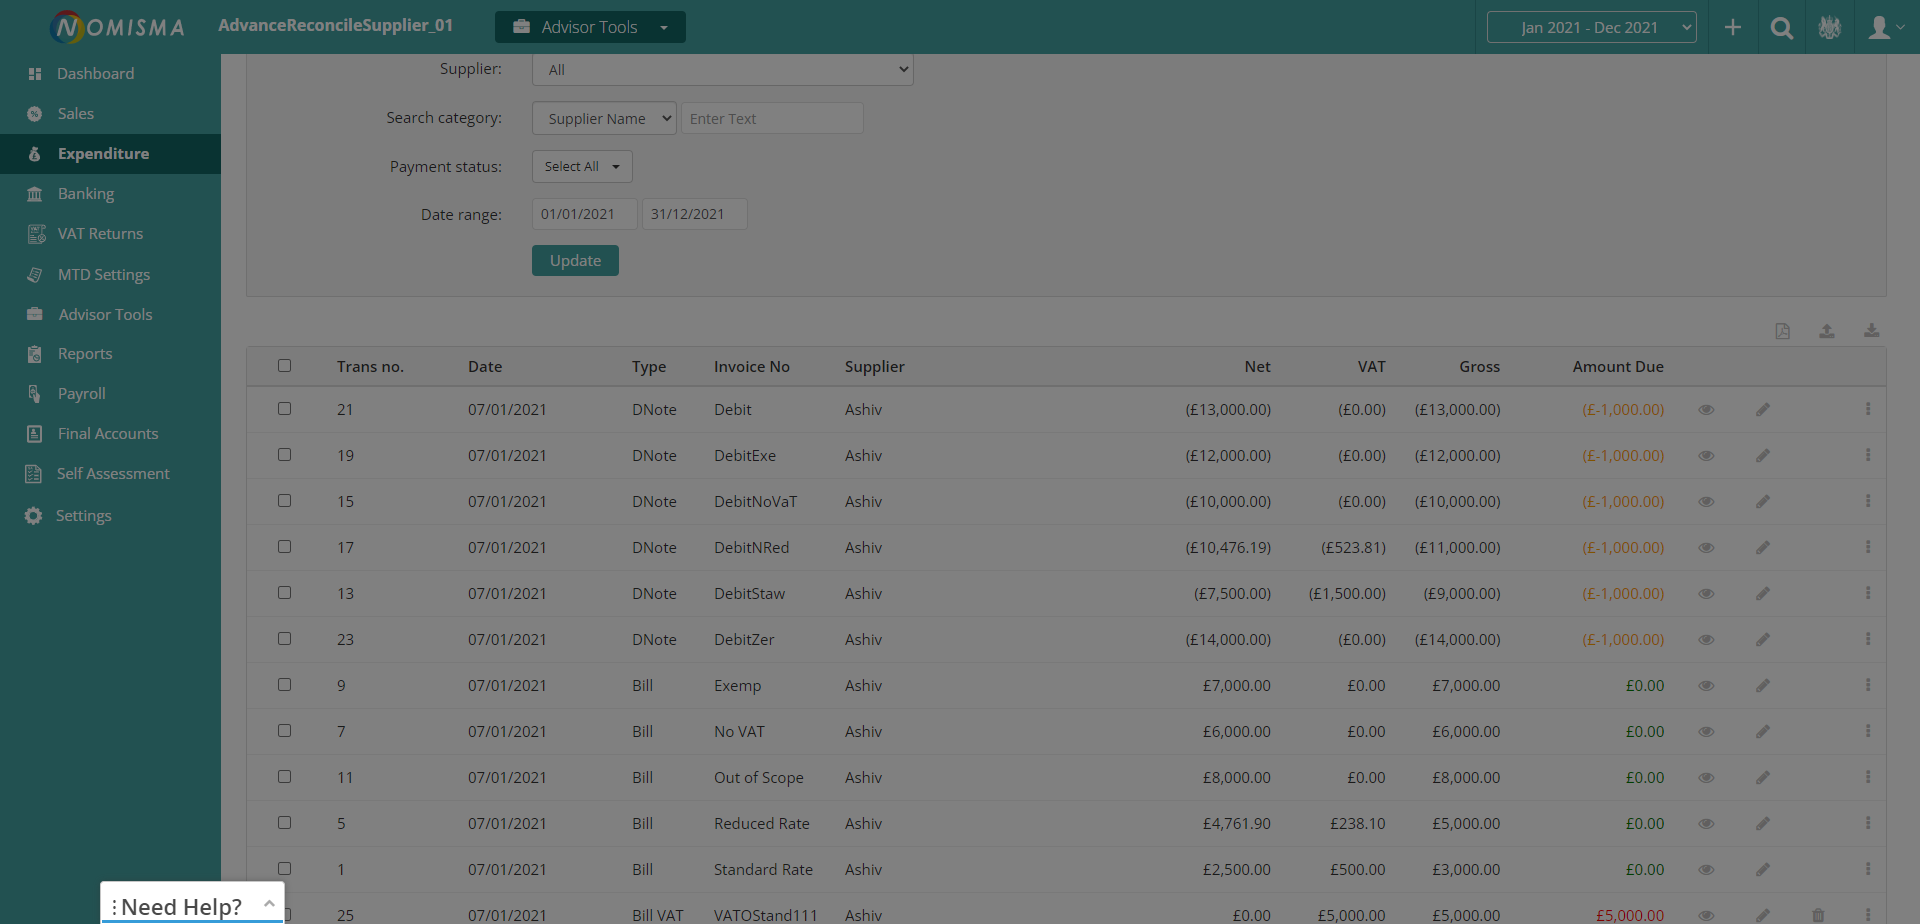 NOMISMA AdvanceReconcileSupplier_01 Advisor Tools Jan 2021 - Dec 2021
Dashboard
Sales
Expenditure
Banking
VAT Returns
MTD Settings
Advisor Tools
Reports
Payroll
Final Accounts
Self Assessment
Settings
Supplier: All
Search category: Supplier Name Enter Text
Payment status: Select All
Date range: 01/01/2021 31/12/2021
Update
Trans no. Date Type Invoice No Supplier Net VAT Gross Amount Due
21 07/01/2021 DNote Debit Ashiv (£13,000.00) (£0.00) (£13,000.00) (£-1,000.00)
19 07/01/2021 DNote DebitExe Ashiv (£12,000.00) (£0.00) (£12,000.00) (£-1,000.00)
15 07/01/2021 DNote DebitNoVaT Ashiv (£10,000.00) (£0.00) (£10,000.00) (£-1,000.00)
17 07/01/2021 DNote DebitNRed Ashiv (£10,476.19) (£523.81) (£11,000.00) (£-1,000.00)
13 07/01/2021 DNote DebitStaw Ashiv (£7,500.00) (£1,500.00) (£9,000.00) (£-1,000.00)
23 07/01/2021 DNote DebitZer Ashiv (£14,000.00) (£0.00) (£14,000.00) (£-1,000.00)
9 07/01/2021 Bill Exemp Ashiv £7,000.00 £0.00 £7,000.00 £0.00
7 07/01/2021 Bill No VAT Ashiv £6,000.00 £0.00 £6,000.00 £0.00
11 07/01/2021 Bill Out of Scope Ashiv £8,000.00 £0.00 £8,000.00 £0.00
5 07/01/2021 Bill Reduced Rate Ashiv £4,761.90 £238.10 £5,000.00 £0.00
1 07/01/2021 Bill Standard Rate Ashiv £2,500.00 £500.00 £3,000.00 £0.00
25 07/01/2021 Bill VAT VATOStand111 Ashiv £0.00 £5,000.00 £5,000.00 £5,000.00
Need Help?